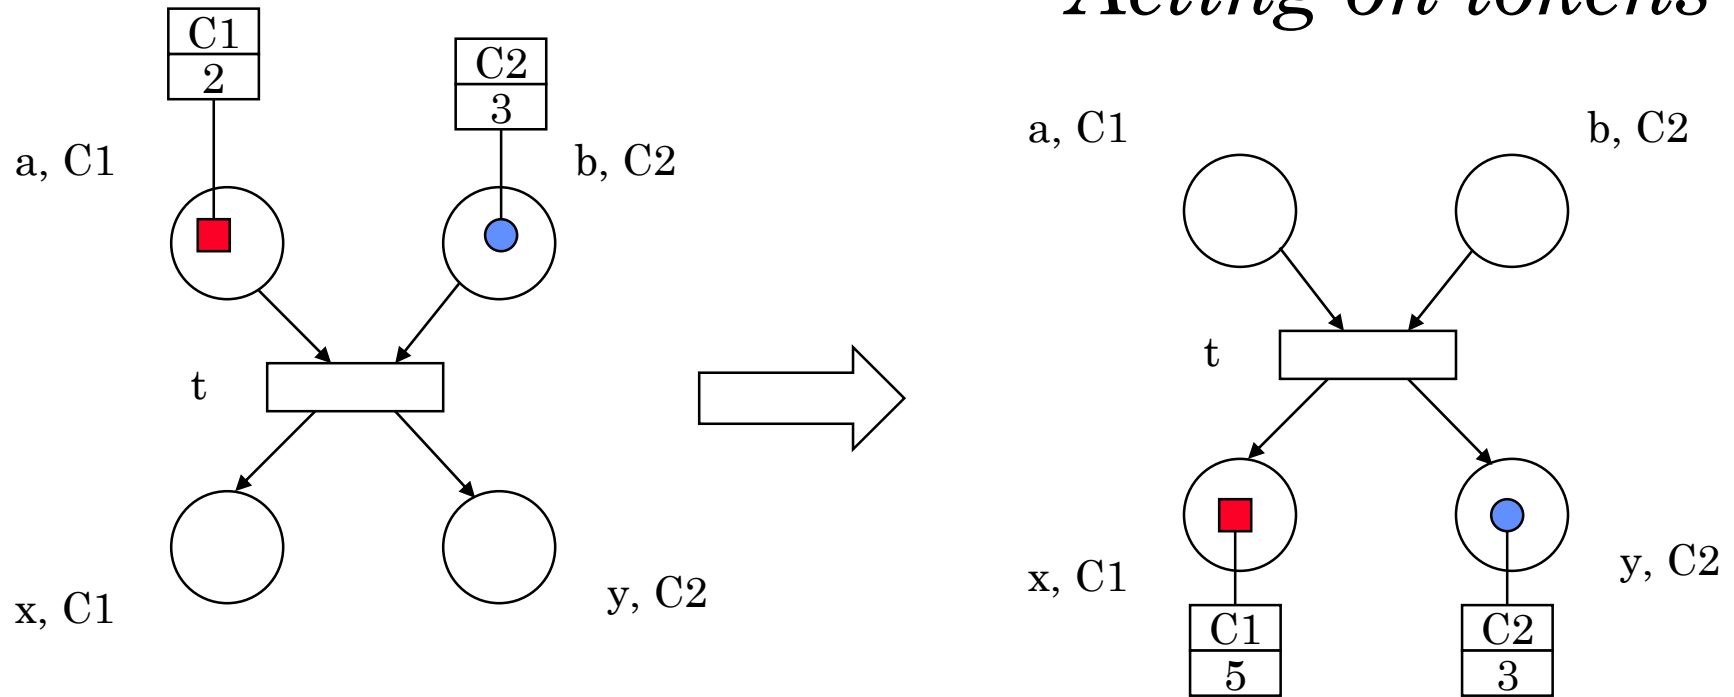 Acting on tokens
C1
2
C2
3
a, C1
b, C2
t
x, C1
y, C2
a, C1
b, C2
t
x, C1
y, C2
C1
5
C2
3